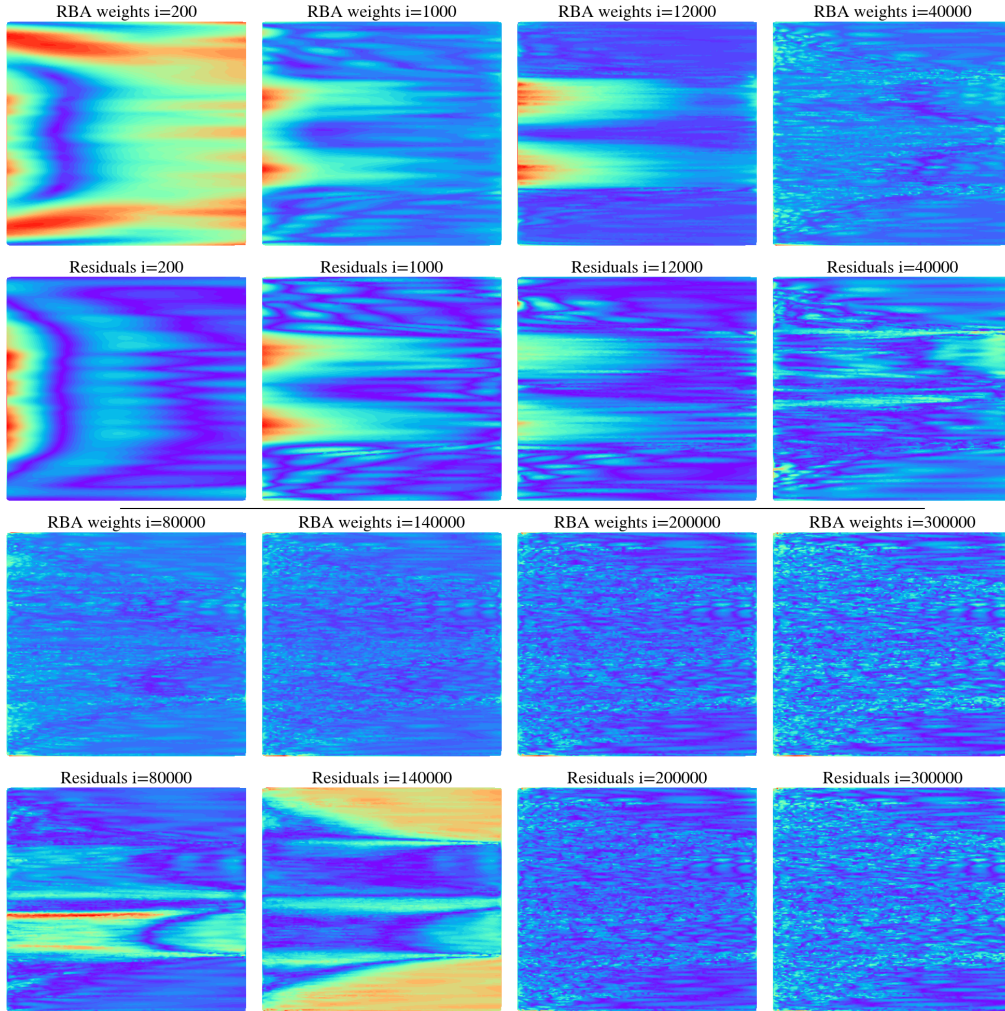 RBA weights i=200 RBA weights i=1000 RBA weights i=12000 RBA weights i=40000
Residuals i=200 Residuals i=1000 Residuals i=12000 Residuals i=40000
RBA weights i=80000 RBA weights i=140000 RBA weights i=200000 RBA weights i=300000
Residuals i=80000 Residuals i=140000 Residuals i=200000 Residuals i=300000